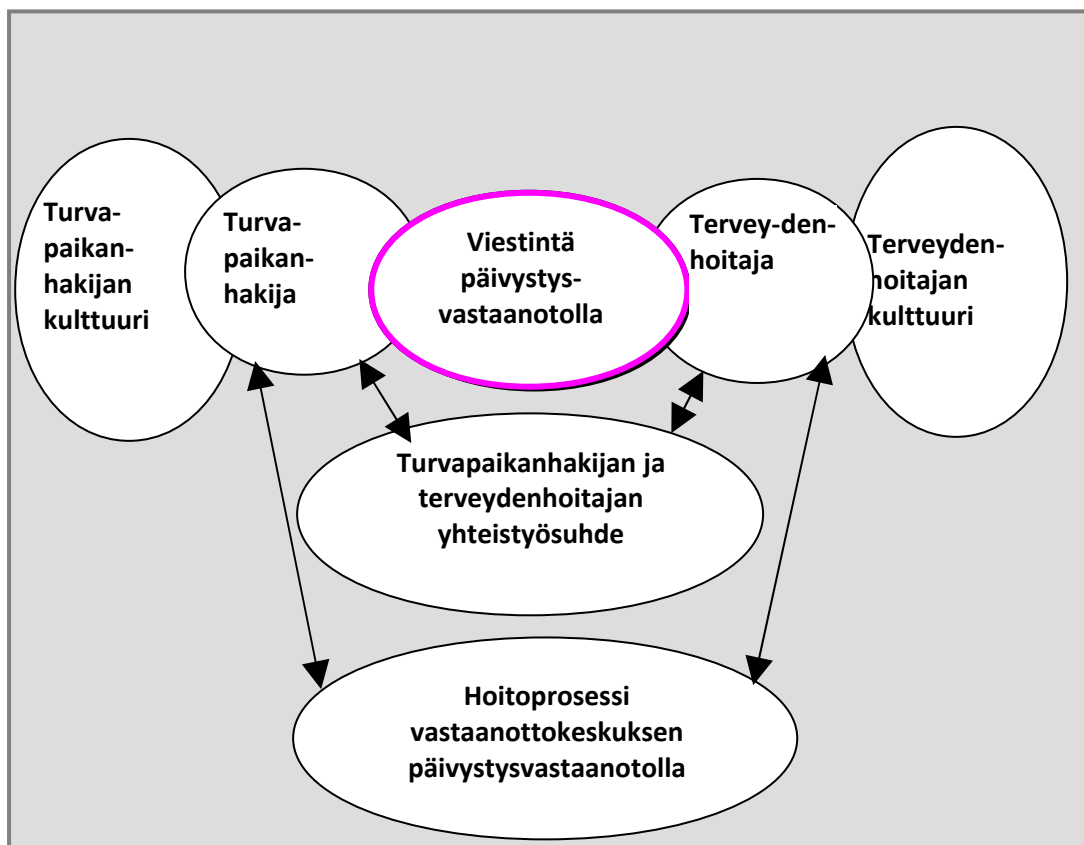 Turva-
paikan-
hakijan
kulttuuri
Turva-
paikan-
hakija
Viestintä
päivystys-
vastaanotolla
Tervey-den-
hoitaja
Terveyden-
hoitajan
kulttuuri
Turvapaikanhakijan ja
terveydenhoitajan
yhteistyösuhde
Hoitoprosessi
vastaanottokeskuksen
päivystysvastaanotolla